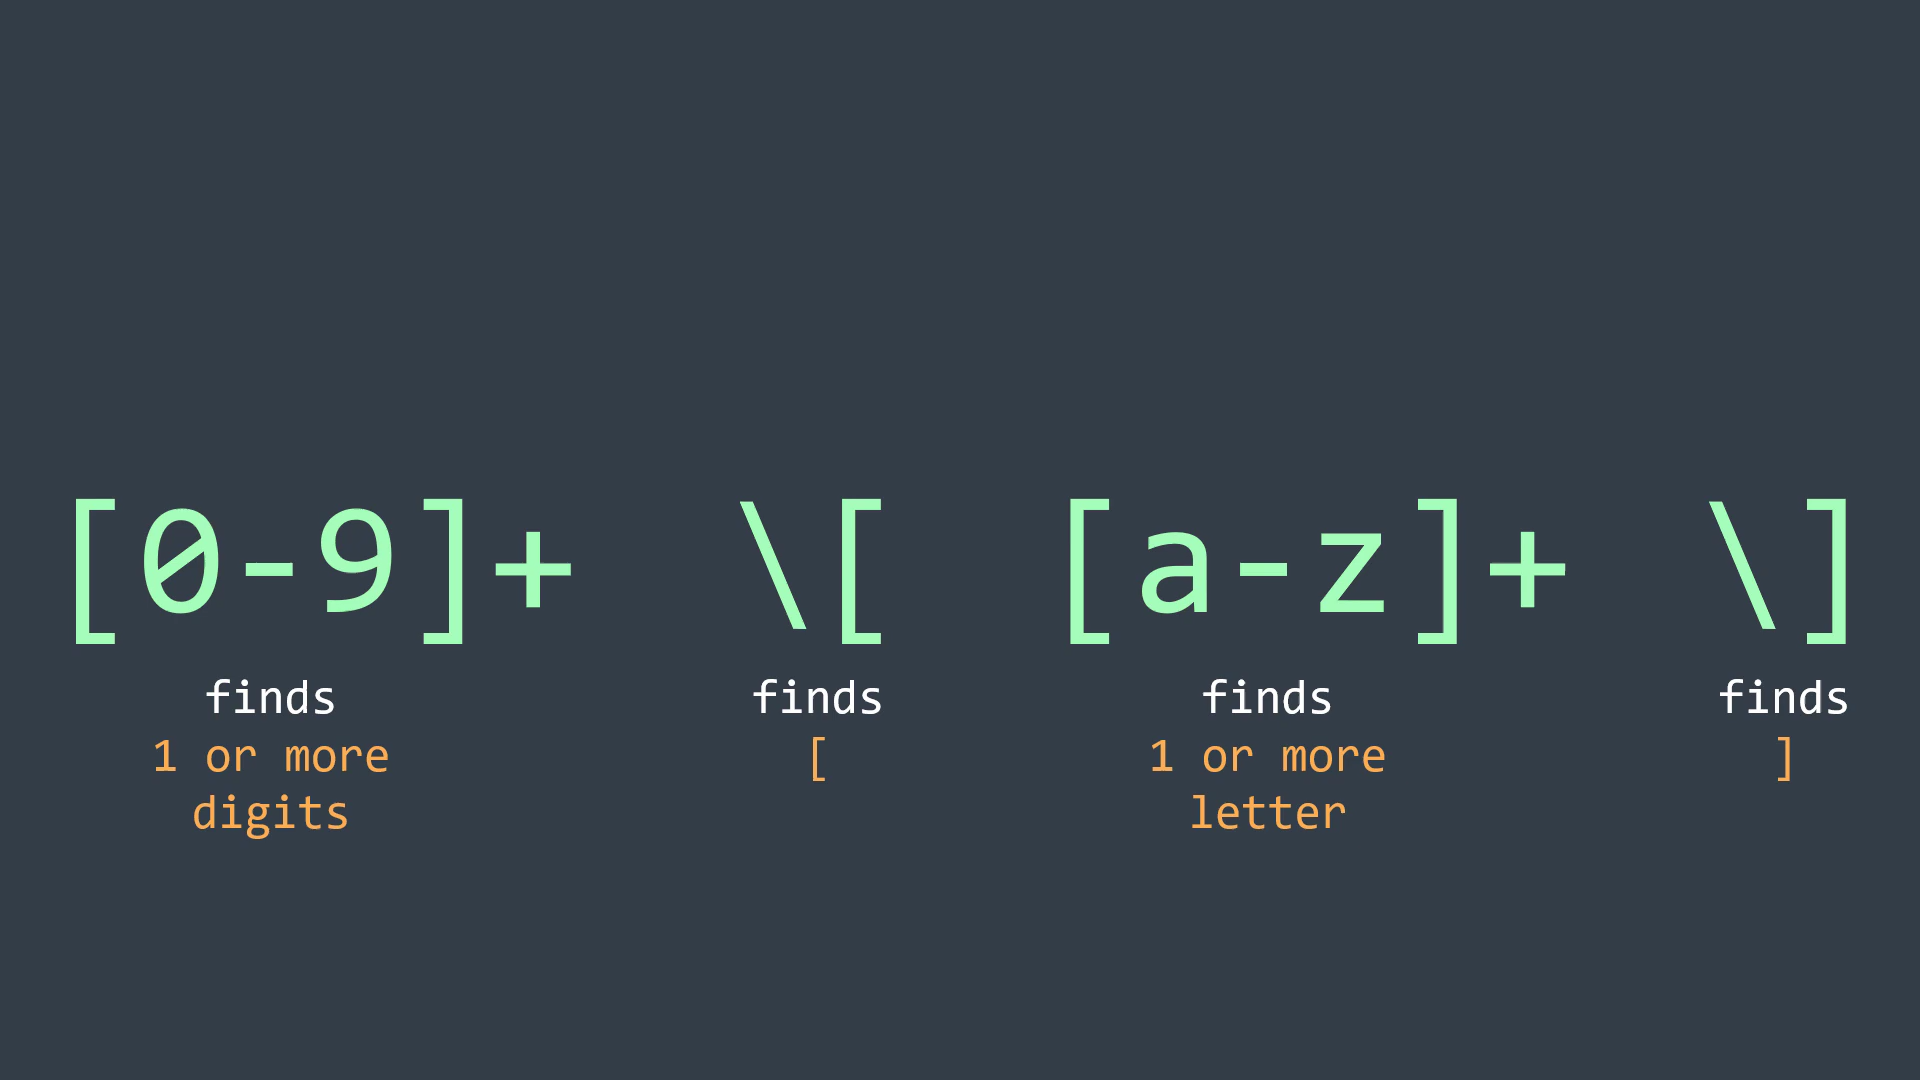 [0-9]+ \[ [a-z]+ \]
finds finds finds finds
1 or more [ 1 or more ]
digits letter